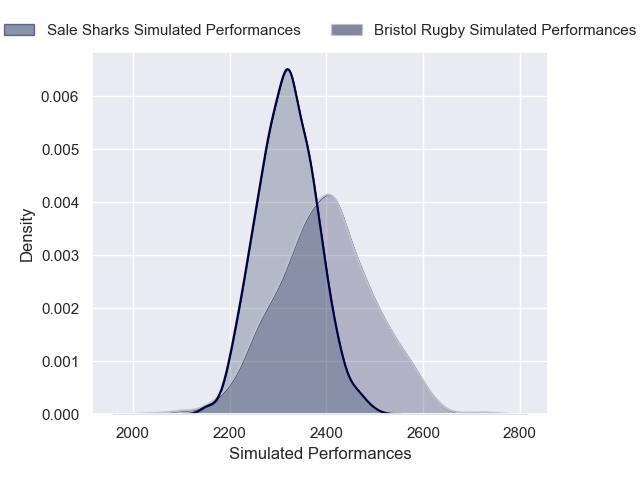 Sale Sharks Simulated Performances Bristol Rugby Simulated Performances
0.006
0.005
0.004
0.003
0.002
0.001
0.000
Density
2000 2200 2400 2600 2800
Simulated Performances